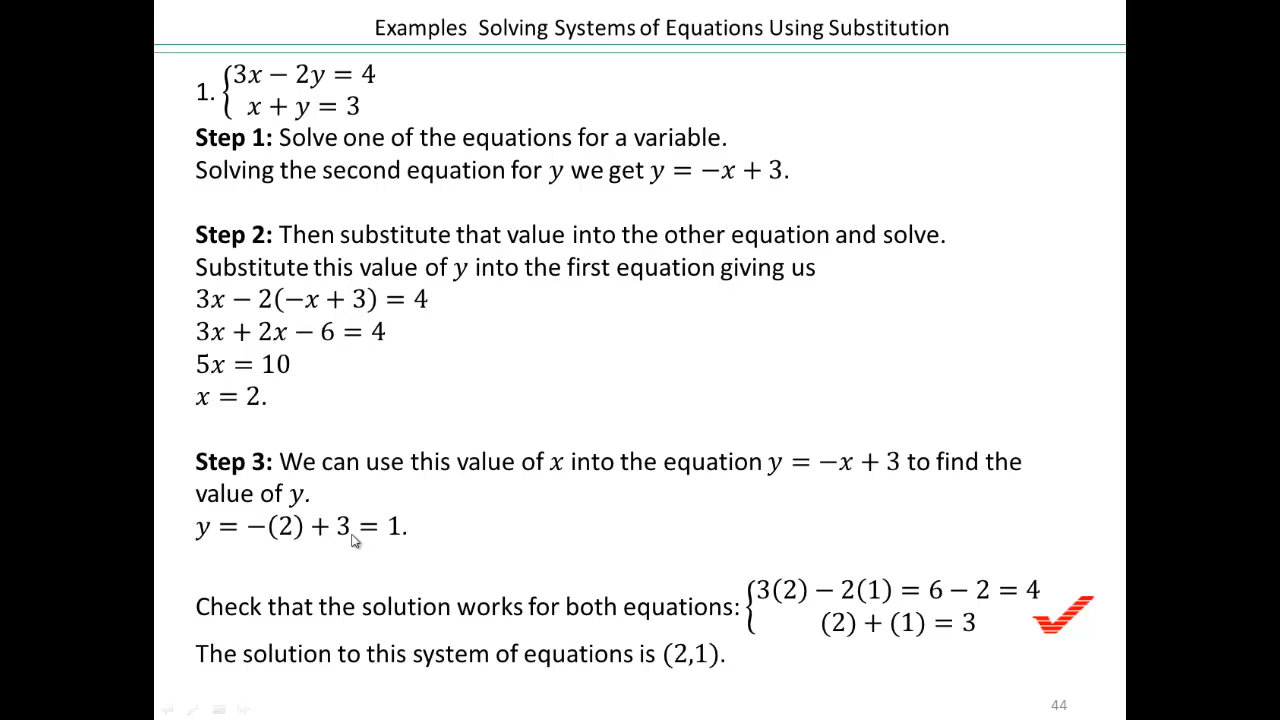 Examples  Solving Systems of Equations Using Substitution
1. {3x − 2y = 4
x + y = 3
Step 1: Solve one of the equations for a variable.
Solving the second equation for y we get y = −x + 3.
Step 2: Then substitute that value into the other equation and solve.
Substitute this value of y into the first equation giving us
3x − 2(−x + 3) = 4
3x + 2x − 6 = 4
5x = 10
x = 2.
Step 3: We can use this value of x into the equation y = −x + 3 to find the
value of y.
y = −(2) + 3 = 1.
Check that the solution works for both equations: {3(2) − 2(1) = 6 − 2 = 4
(2) + (1) = 3
The solution to this system of equations is (2,1).
44